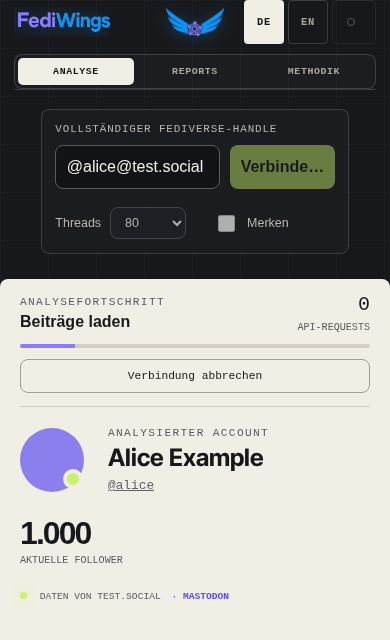 FediWings
DE
EN
ANALYSE
REPORTS
METHODIK
VOLLSTÄNDIGER FEDIVERSE-HANDLE
@alice@test.social
Verbinde…
Threads
80
Merken
ANALYSEFORTSCHRITT
0
Beiträge laden
API-REQUESTS
Verbindung abbrechen
ANALYSIERTER ACCOUNT
Alice Example
@alice
1.000
AKTUELLE FOLLOWER
DATEN VON TEST.SOCIAL · MASTODON